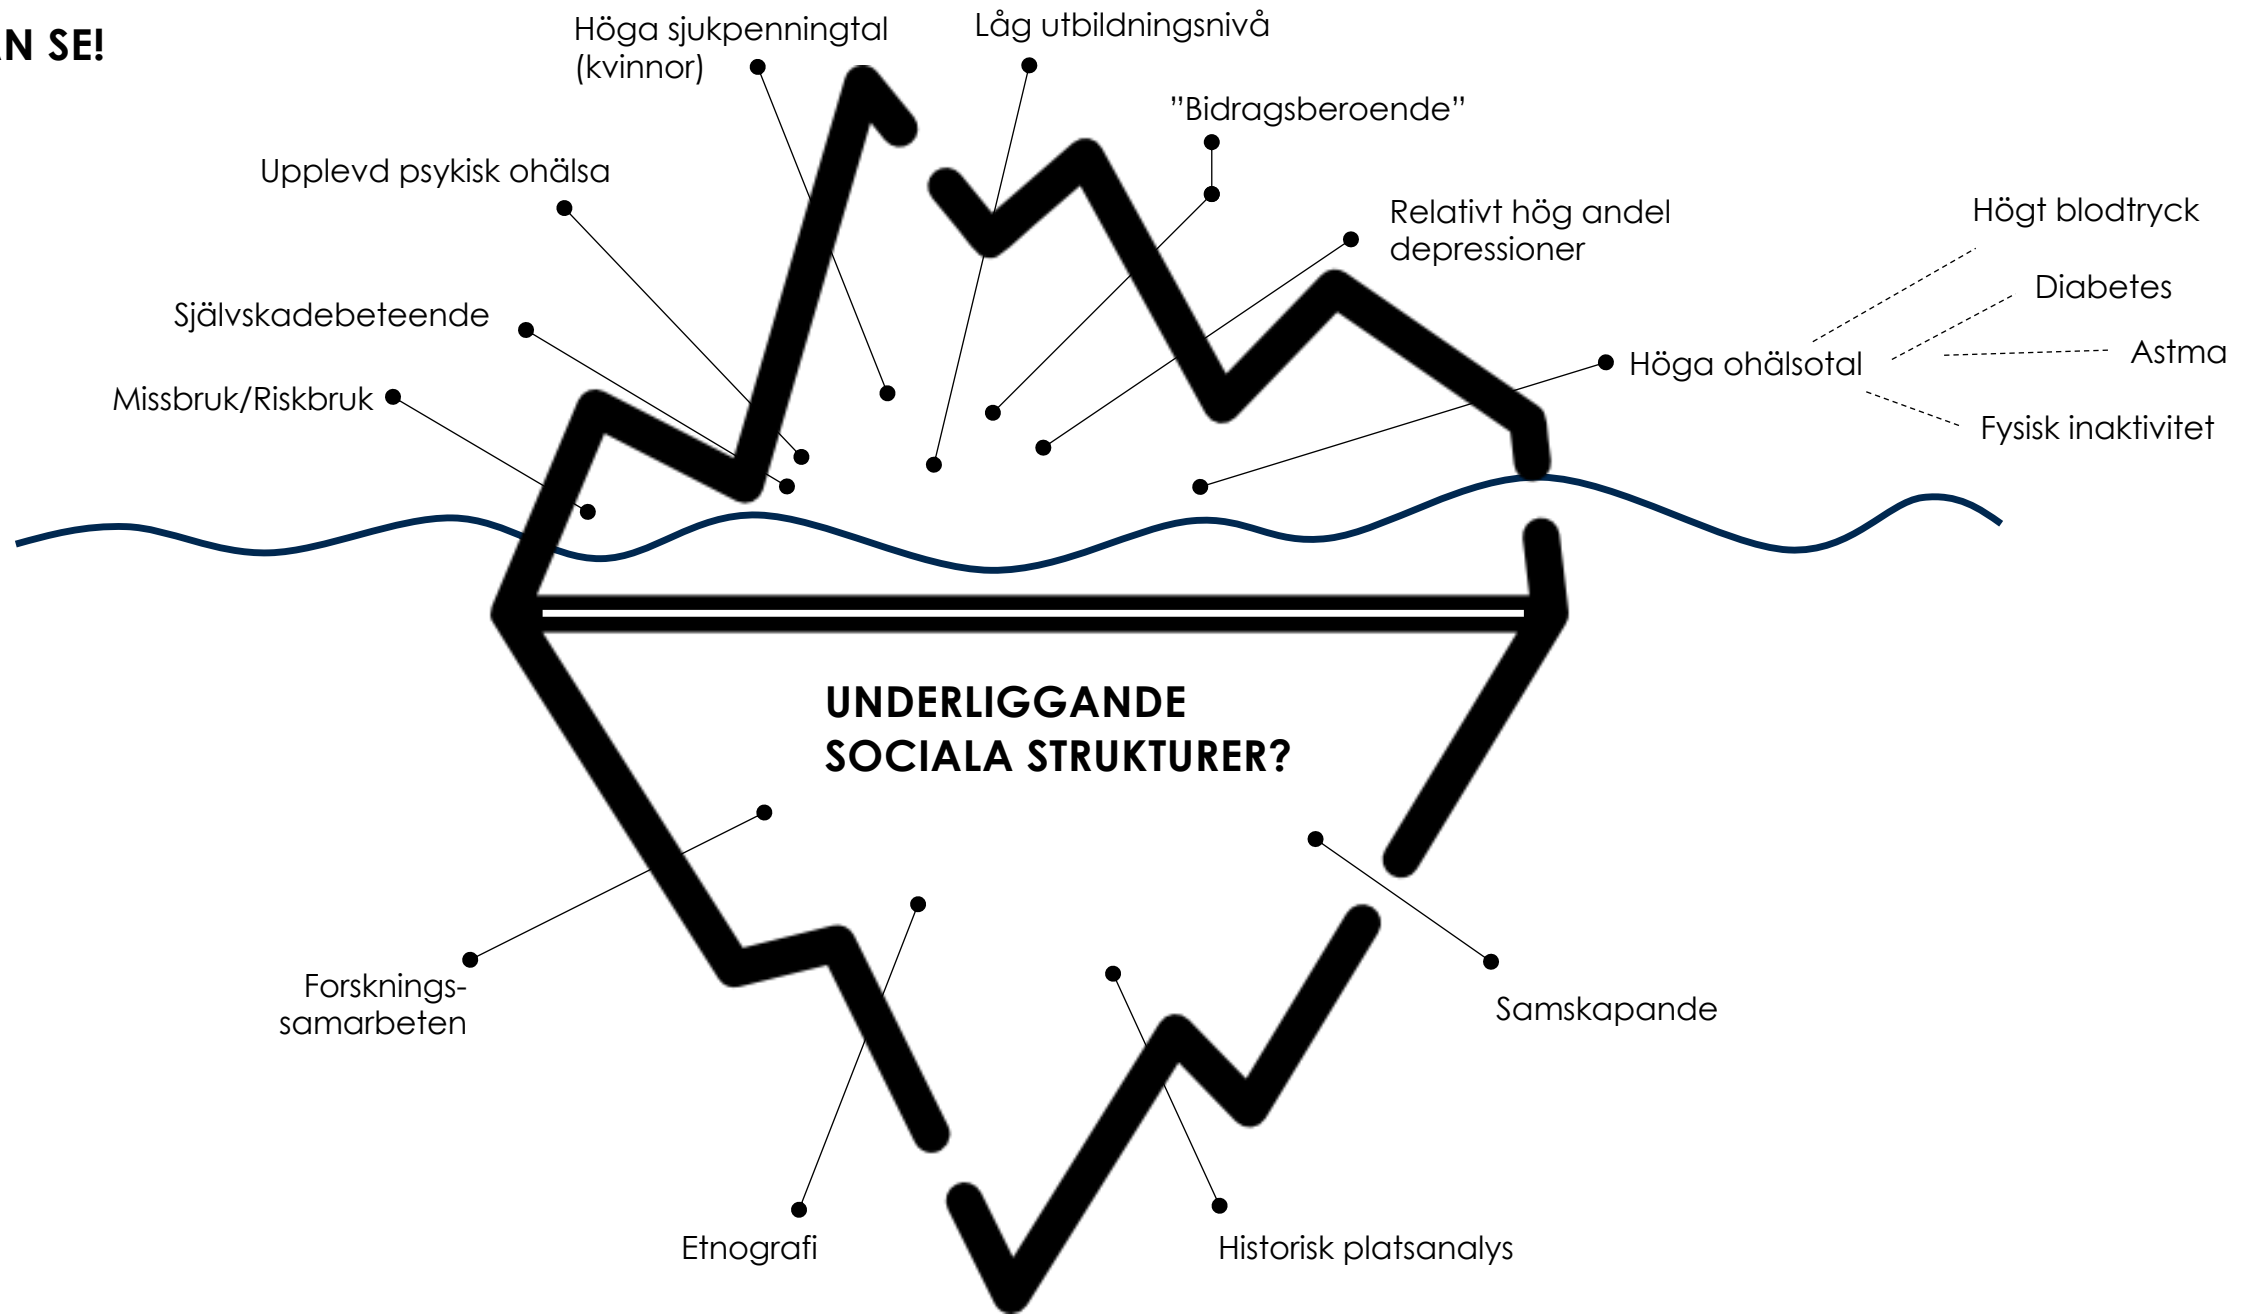 N SE!
Höga sjukpenningtal
(kvinnor)
Låg utbildningsnivå
”Bidragsberoende”
Upplevd psykisk ohälsa
Relativt hög andel
depressioner
Högt blodtryck
Diabetes
Självskadebeteende
Astma
Höga ohälsotal
Missbruk/Riskbruk
Fysisk inaktivitet
UNDERLIGGANDE
SOCIALA STRUKTURER?
Forsknings-
samarbeten
Samskapande
Etnografi
Historisk platsanalys